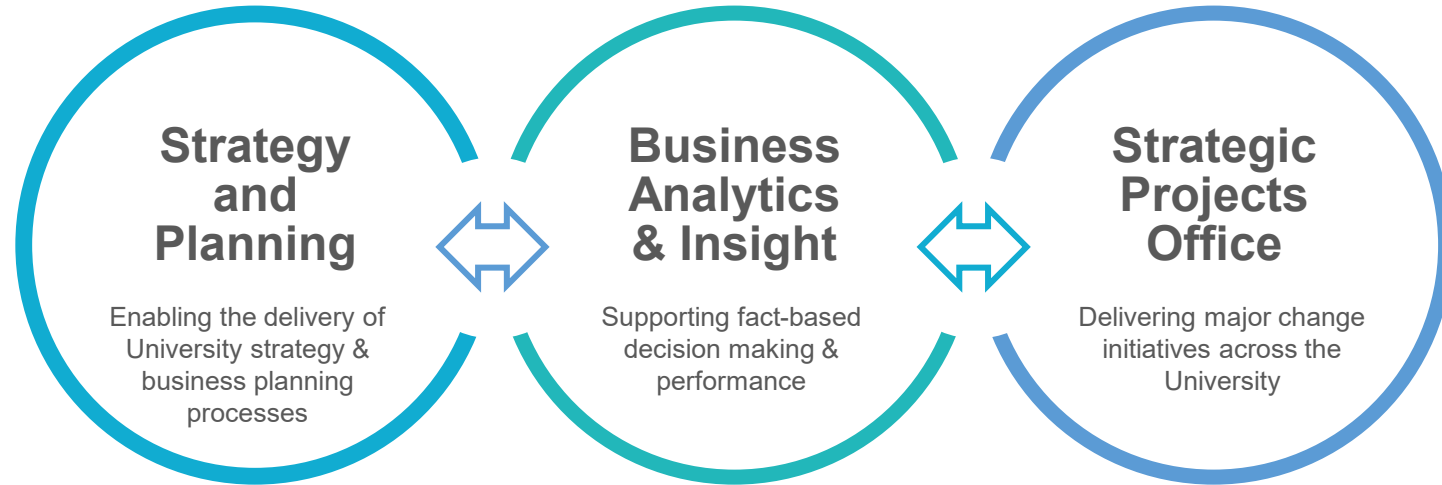 Strategy
and
Planning
Enabling the delivery of
University strategy &
business planning
processes
Business
Analytics
& Insight
Supporting fact-based
decision making &
performance
Strategic
Projects
Office
Delivering major change
initiatives across the
University